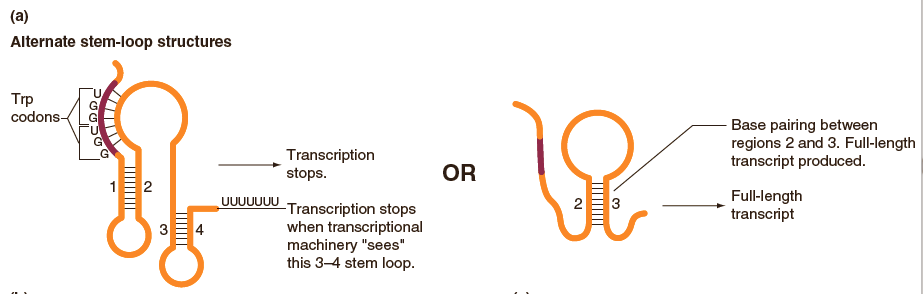 (a)
Alternate stem-loop structures
Trp
codons
U
G
G
U
G
G
1
2
3
4
Transcription
stops.
UUUUUUU
Transcription stops
when transcriptional
machinery "sees"
this 3–4 stem loop.
OR
2
3
Base pairing between
regions 2 and 3. Full-length
transcript produced.
Full-length
transcript